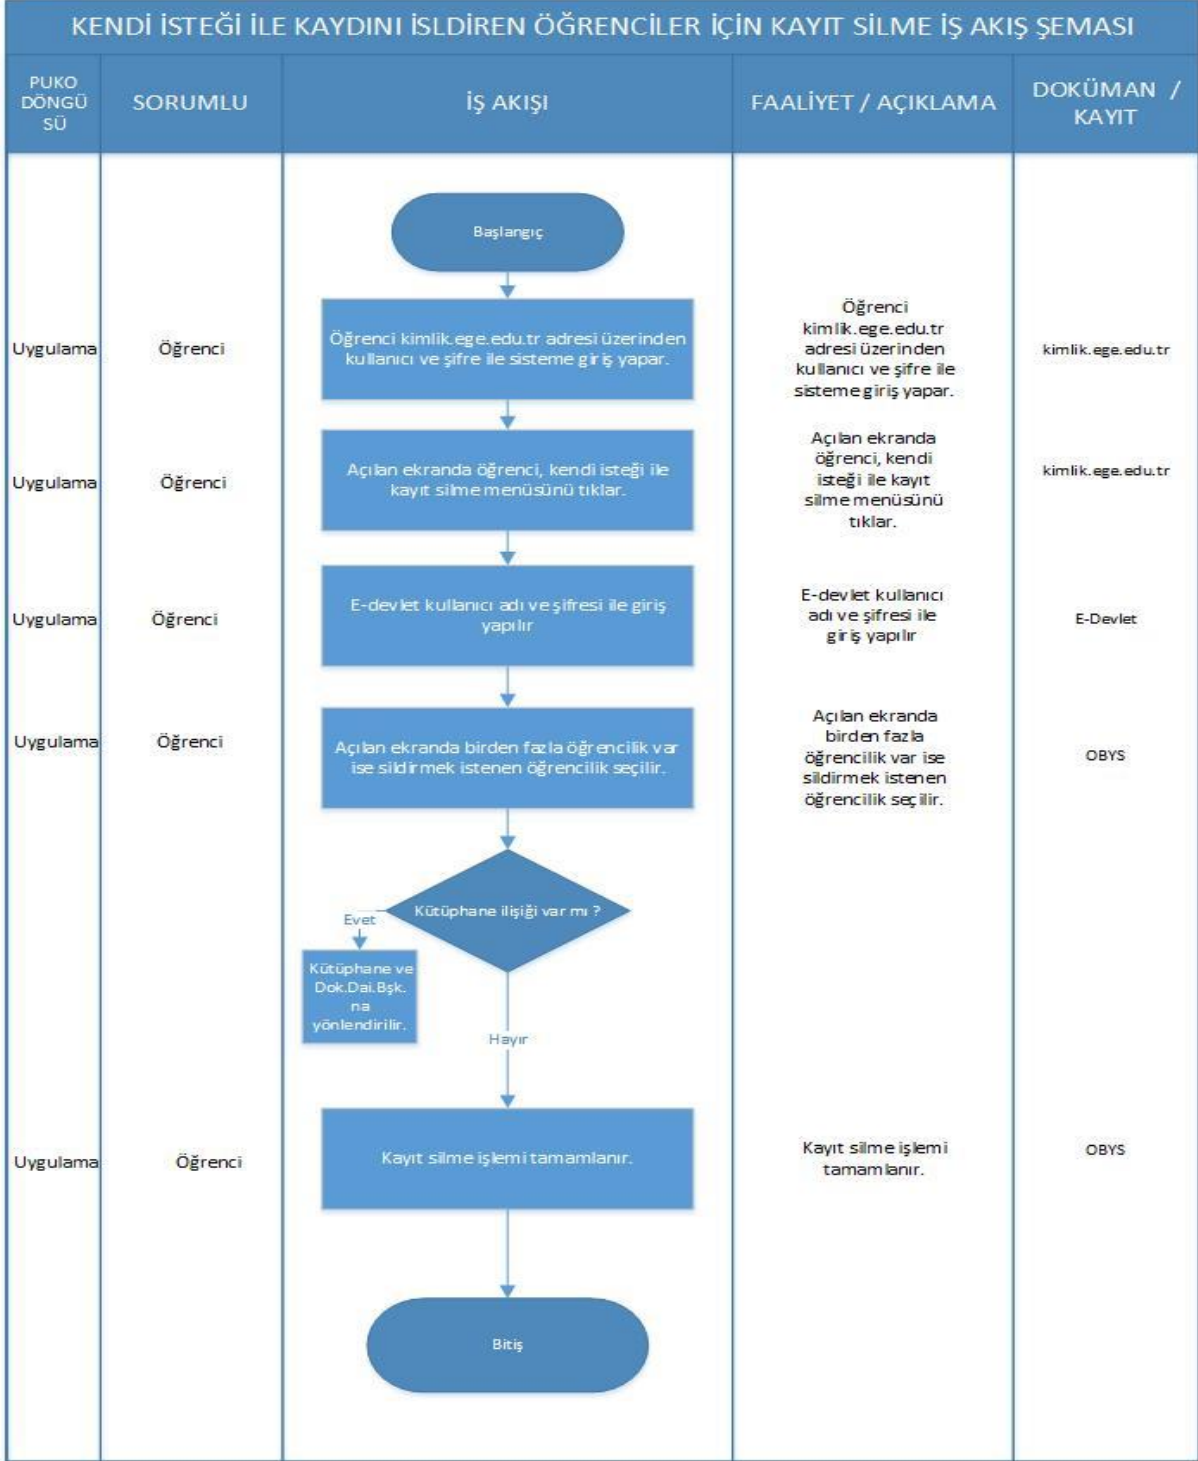 KENDİ İSTEĞİ İLE KAYDINI İSLDİREN ÖĞRENCİLER İÇİN KAYIT SİLME İŞ AKIŞ ŞEMASI
PUKO
DÖNGÜ
SÜ
SORUMLU
İŞ AKIŞI
FAALİYET / AÇIKLAMA
DOKÜMAN /
KAYIT
Başlangıç
Uygulama
Öğrenci
Öğrenci kimlik.ege.edu.tr adresi üzerinden
kullanıcı ve şifre ile sisteme giriş yapar.
Öğrenci
kimlik.ege.edu.tr
adresi üzerinden
kullanıcı ve şifre ile
sisteme giriş yapar.
kimlik.ege.edu.tr
Uygulama
Öğrenci
Açılan ekranda öğrenci, kendi isteği ile
kayıt silme menüsünü tıklar.
Açılan ekranda
öğrenci, kendi
isteği ile kayıt
silme menüsünü
tıklar.
kimlik.ege.edu.tr
Uygulama
Öğrenci
E-devlet kullanıcı adı ve şifresi ile giriş
yapılır
E-devlet kullanıcı
adı ve şifresi ile
giriş yapılır
E-Devlet
Uygulama
Öğrenci
Açılan ekranda birden fazla öğrencilik var
ise sildirmek istenen öğrencilik seçilir.
Açılan ekranda
birden fazla
öğrencilik var ise
sildirmek istenen
öğrencilik seçilir.
OBYS
Kütüphane ilişiği var mı ?
Evet
Kütüphane ve
Dok.Dai.Bşk.
na
yönlendirilir.
Hayır
Uygulama
Öğrenci
Kayıt silme işlemi tamamlanır.
Kayıt silme işlemi
tamamlanır.
OBYS
Bitiş